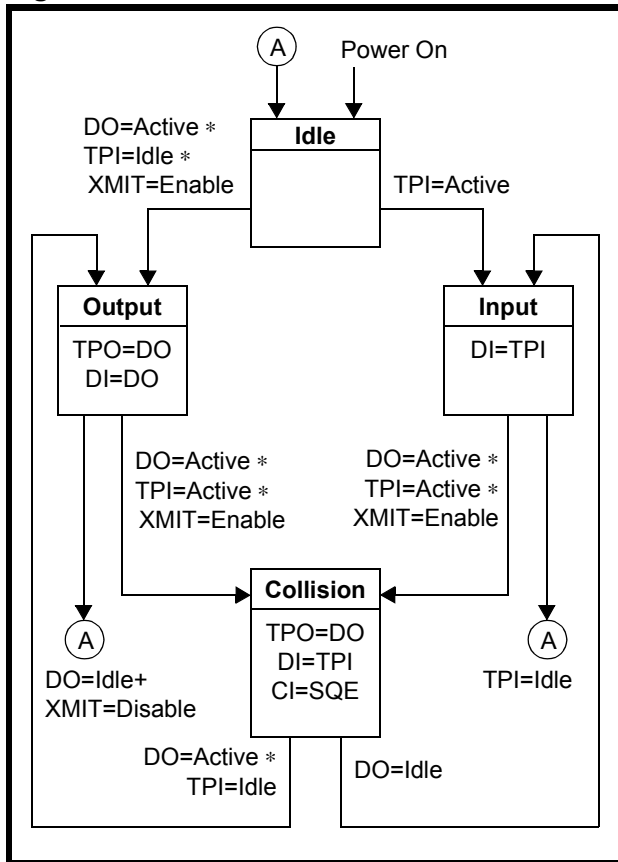 A
Power On
DO=Active *
TPI=Idle *
XMIT=Enable
Idle
TPI=Active
Output
TPO=DO
DI=DO
Input
DI=TPI
DO=Active *
TPI=Active *
XMIT=Enable
DO=Active *
TPI=Active *
XMIT=Enable
Collision
TPO=DO
DI=TPI
CI=SQE
A
DO=Idle+
XMIT=Disable
A
TPI=Idle
DO=Active *
TPI=Idle
DO=Idle